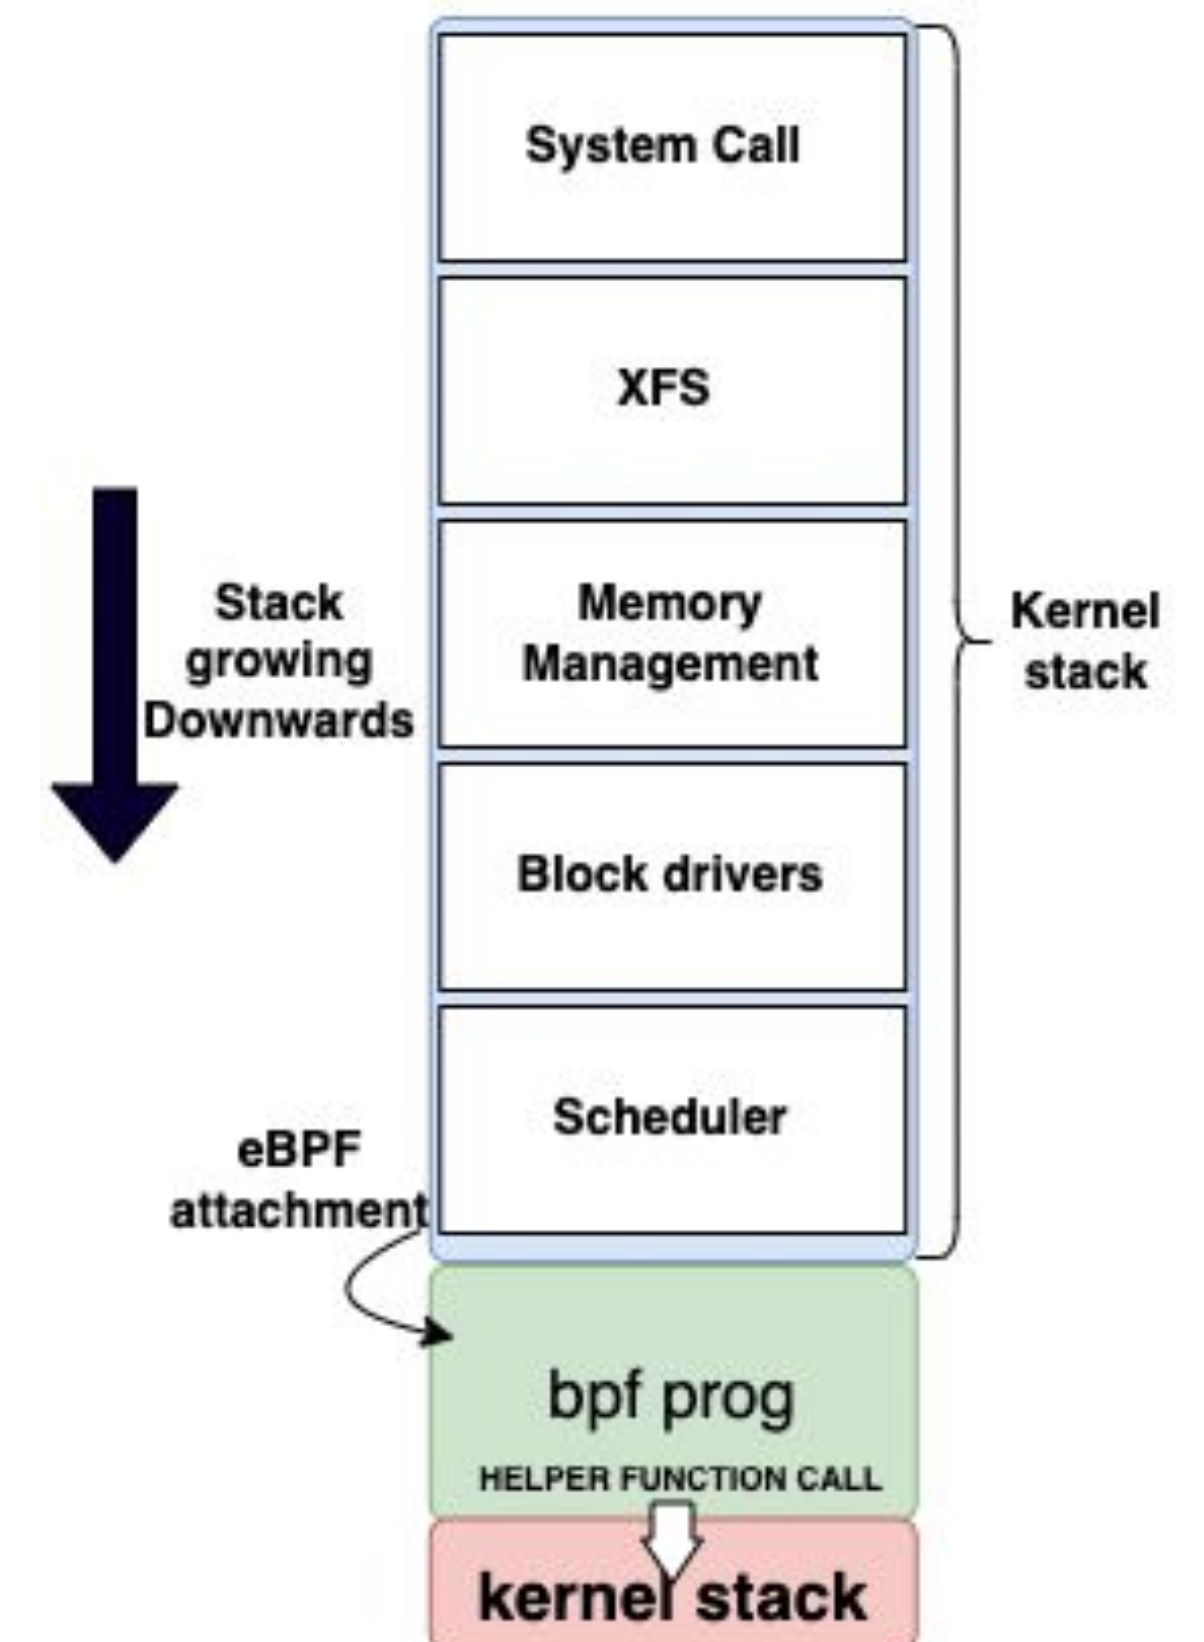 System Call
XFS
Stack
growing
Downwards
Memory
Management
Kernel
stack
Block drivers
Scheduler
eBPF
attachment
bpf prog
HELPER FUNCTION CALL
kernel stack